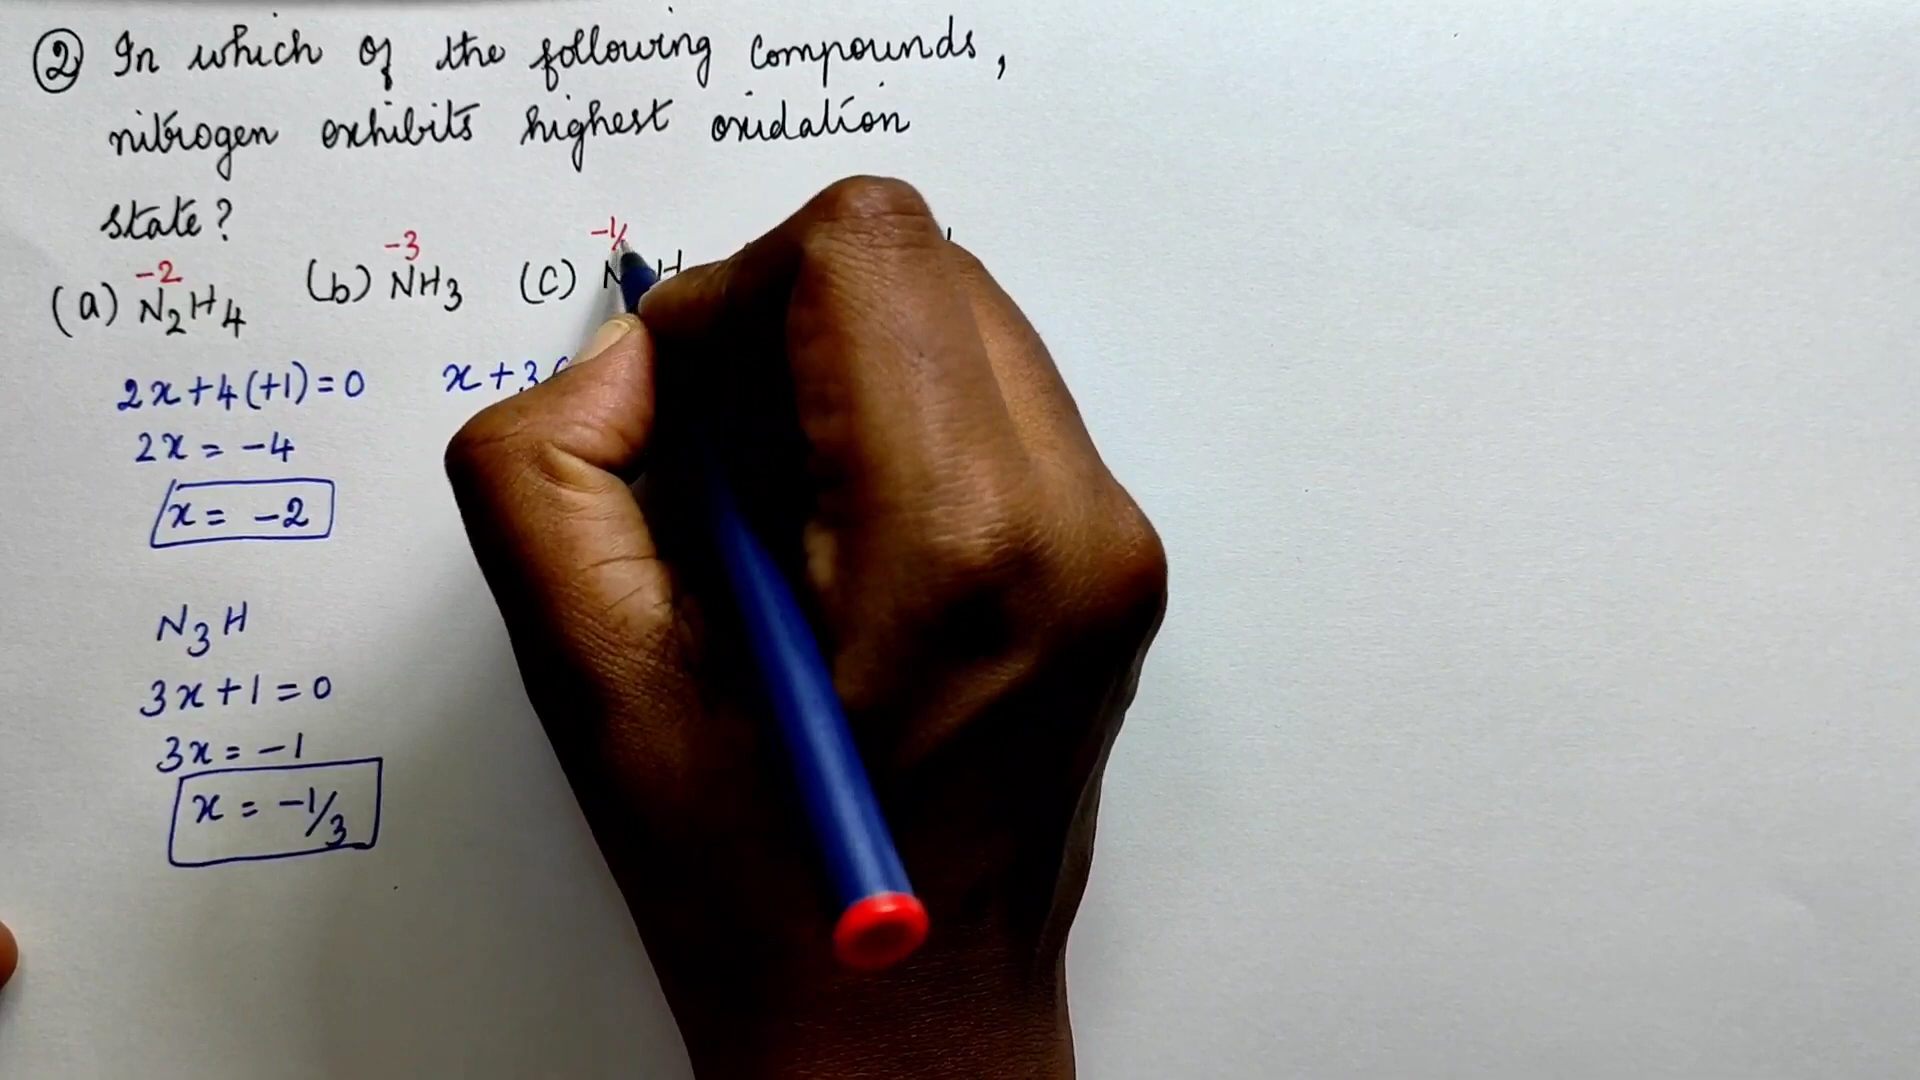 ② In which of the following compounds,
nitrogen exhibits highest oxidation
state?
-2 -3 -1/
(a) N2H4 (b) NH3 (c) N H
2x+4(+1)=0 x+3(
2x = -4
x = -2
N3H
3x+1=0
3x = -1
x = -1/3